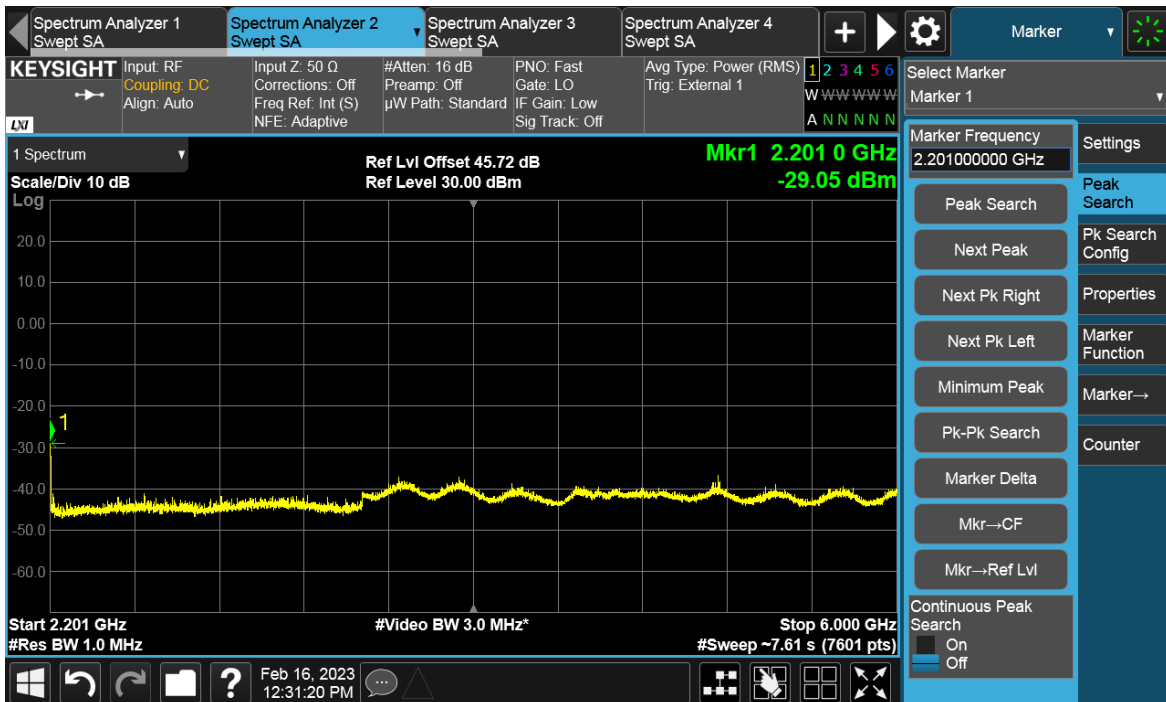 Spectrum Analyzer 1
Swept SA
Spectrum Analyzer 2
Swept SA
▼
Spectrum Analyzer 3
Swept SA
Spectrum Analyzer 4
Swept SA
+
Marker
▼
KEYSIGHT
LXI
Input: RF
Coupling: DC
Align: Auto
Input Z: 50 Ω
Corrections: Off
Freq Ref: Int (S)
NFE: Adaptive
#Atten: 16 dB
Preamp: Off
µW Path: Standard
PNO: Fast
Gate: LO
IF Gain: Low
Sig Track: Off
Avg Type: Power (RMS)
Trig: External 1
1 2 3 4 5 6
W W W W W W
A N N N N N
Select Marker
Marker 1
▼
1 Spectrum
▼
Scale/Div 10 dB
Log
Ref Lvl Offset 45.72 dB
Ref Level 30.00 dBm
Mkr1 2.201 0 GHz
-29.05 dBm
20.0
10.0
0.00
-10.0
-20.0
-30.0
-40.0
-50.0
-60.0
1
Start 2.201 GHz
#Res BW 1.0 MHz
#Video BW 3.0 MHz*
Stop 6.000 GHz
#Sweep ~7.61 s (7601 pts)
Marker Frequency
2.201000000 GHz
Peak Search
Next Peak
Next Pk Right
Next Pk Left
Minimum Peak
Pk-Pk Search
Marker Delta
Mkr→CF
Mkr→Ref Lvl
Continuous Peak
Search
On
Off
Settings
Peak
Search
Pk Search
Config
Properties
Marker
Function
Marker→
Counter
?
Feb 16, 2023
12:31:20 PM